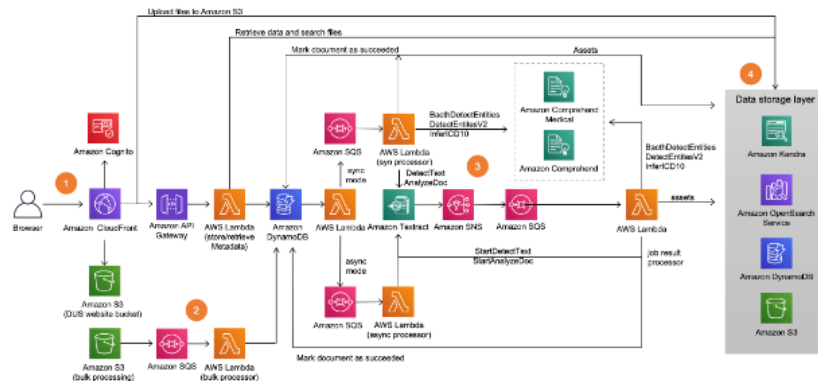 Upload files to Amazon S3
Retrieve data and search files
Mark document as succeeded
Assets
4
Data storage layer
Amazon Kendra
Amazon OpenSearch
Service
Amazon DynamoDB
Amazon S3
Amazon Cognito
1
Browser
Amazon CloudFront
Amazon API
Gateway
AWS Lambda
(store/retrieve
Metadata)
Amazon
DynamoDB
AWS Lambda
sync
mode
async
mode
Amazon SQS
AWS Lambda
(syn processor)
BacthDetectEntities
DetectEntitesV2
InferICD10
Amazon Comprehend
Medical
Amazon Comprehend
DetectText
AnalyzeDoc
3
Amazon Textract
Amazon SNS
Amazon SQS
AWS Lambda
BacthDetectEntities
DetectEntitesV2
InferICD10
assets
job result
processor
StartDetectText
StartAnalyzeDoc
Amazon SQS
AWS Lambda
(async processor)
Mark document as succeeded
Amazon S3
(DUS website bucket)
2
Amazon S3
(bulk processing)
Amazon SQS
AWS Lambda
(bulk processor)